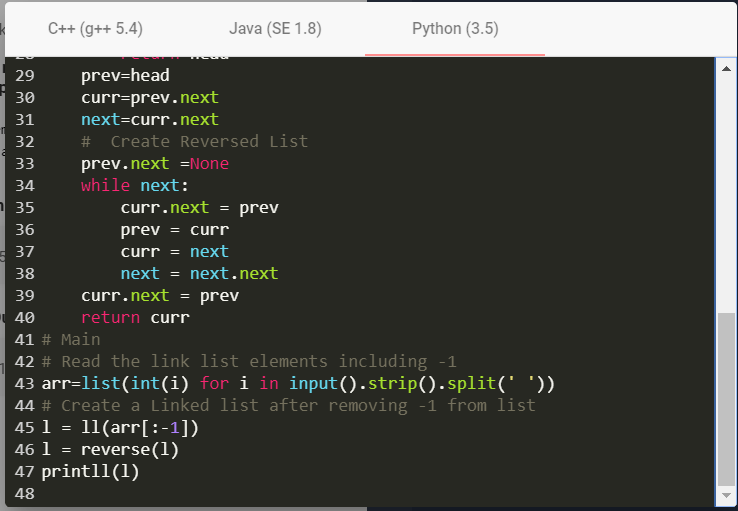 C++ (g++ 5.4) Java (SE 1.8) Python (3.5)
28         return head
29     prev=head
30     curr=prev.next
31     next=curr.next
32     #  Create Reversed List
33     prev.next =None
34     while next:
35         curr.next = prev
36         prev = curr
37         curr = next
38         next = next.next
39     curr.next = prev
40     return curr
41 # Main
42 # Read the link list elements including -1
43 arr=list(int(i) for i in input().strip().split(' '))
44 # Create a Linked list after removing -1 from list
45 l = ll(arr[:-1])
46 l = reverse(l)
47 printll(l)
48